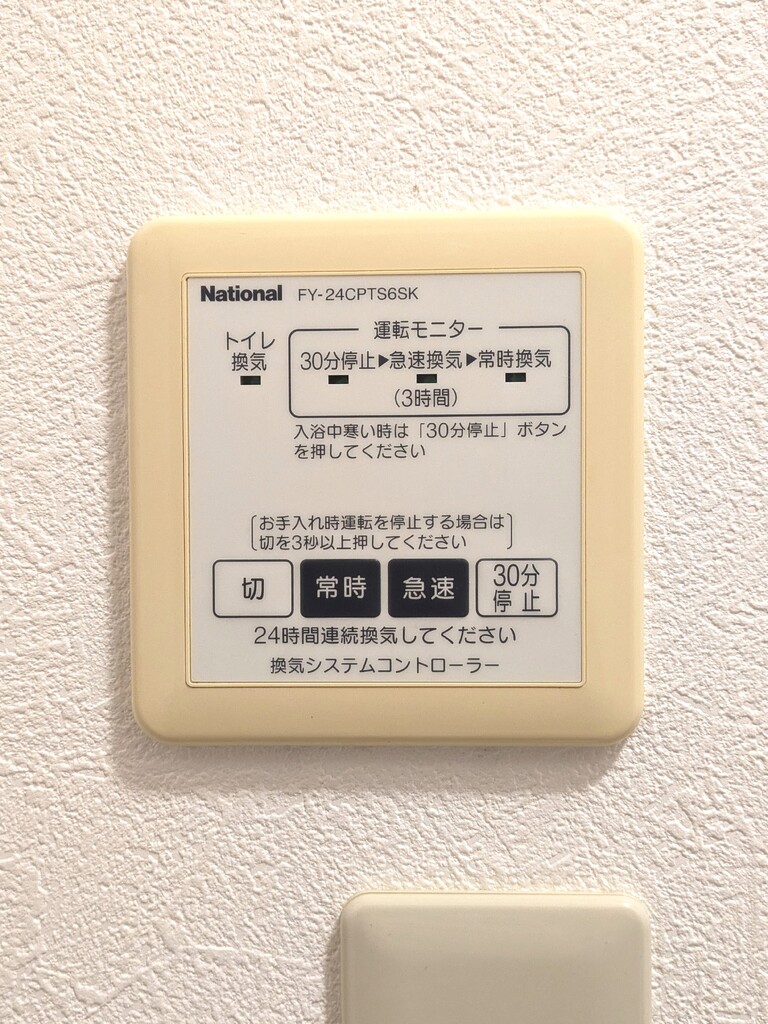 National FY-24CPTS6SK
運転モニター
トイレ
換気
30分停止▶急速換気▶常時換気
(3時間)
入浴中寒い時は「30分停止」ボタン
を押してください
お手入れ時運転を停止する場合は
切を3秒以上押してください
切 常時 急速 30分
停止
24時間連続換気してください
換気システムコントローラー